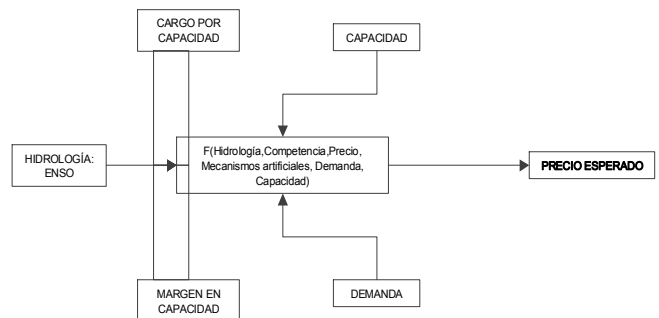 CARGO POR
CAPACIDAD
CAPACIDAD
HIDROLOGÍA:
ENSO
F(Hidrología,Competencia,Precio,
Mecanismos artificiales, Demanda,
Capacidad)
PRECIO ESPERADO
MARGEN EN
CAPACIDAD
DEMANDA